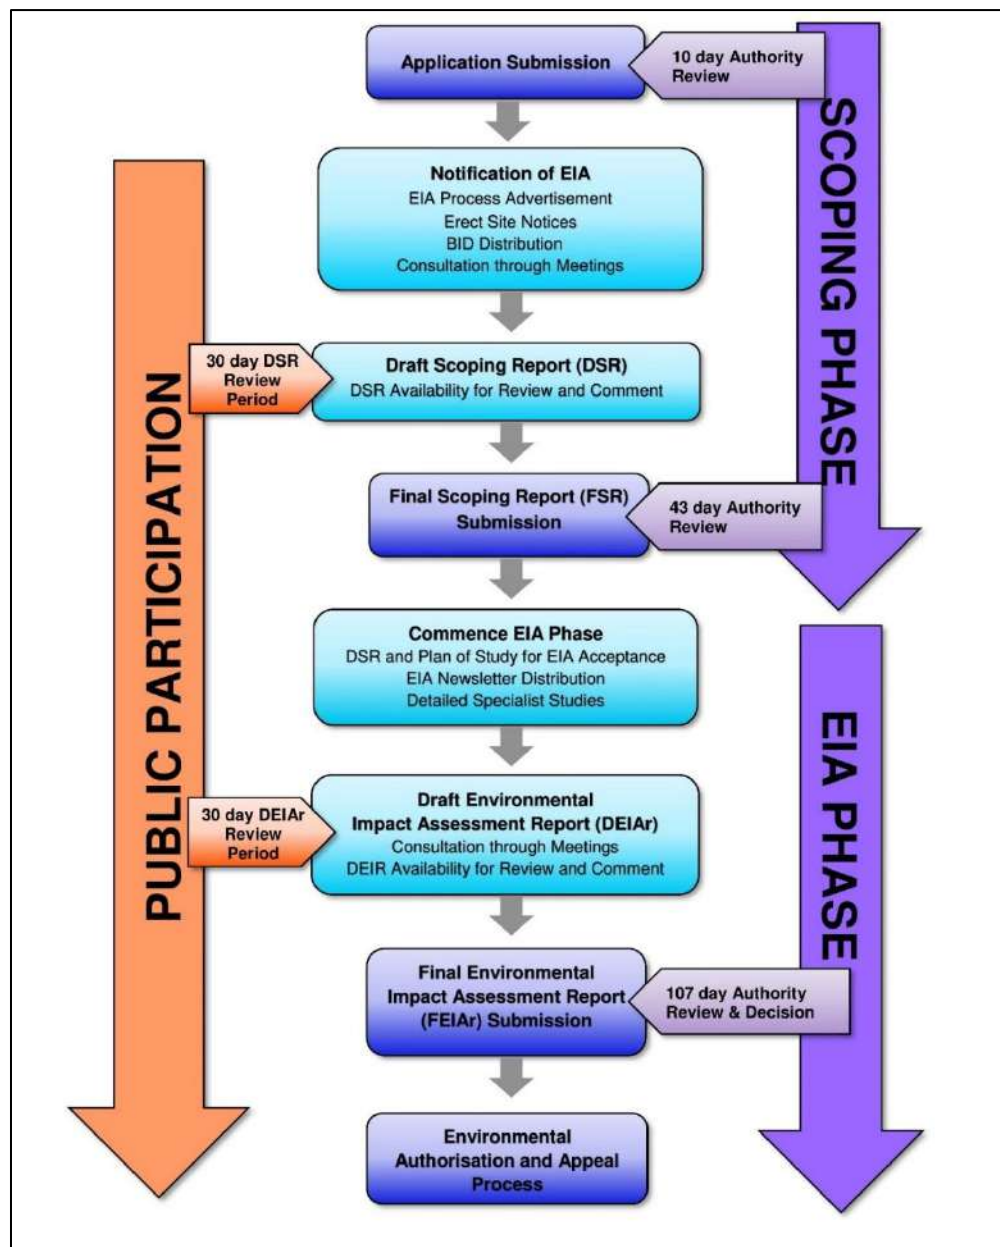 Application Submission
10 day Authority
Review
SCOPING PHASE
Notification of EIA
EIA Process Advertisement
Erect Site Notices
BID Distribution
Consultation through Meetings
PUBLIC PARTICIPATION
30 day DSR
Review
Period
Draft Scoping Report (DSR)
DSR Availability for Review and Comment
Final Scoping Report (FSR)
Submission
43 day Authority
Review
Commence EIA Phase
DSR and Plan of Study for EIA Acceptance
EIA Newsletter Distribution
Detailed Specialist Studies
EIA PHASE
30 day DEIAr
Review
Period
Draft Environmental
Impact Assessment Report (DEIAr)
Consultation through Meetings
DEIR Availability for Review and Comment
Final Environmental
Impact Assessment Report
(FEIAr) Submission
107 day Authority
Review & Decision
Environmental
Authorisation and Appeal
Process